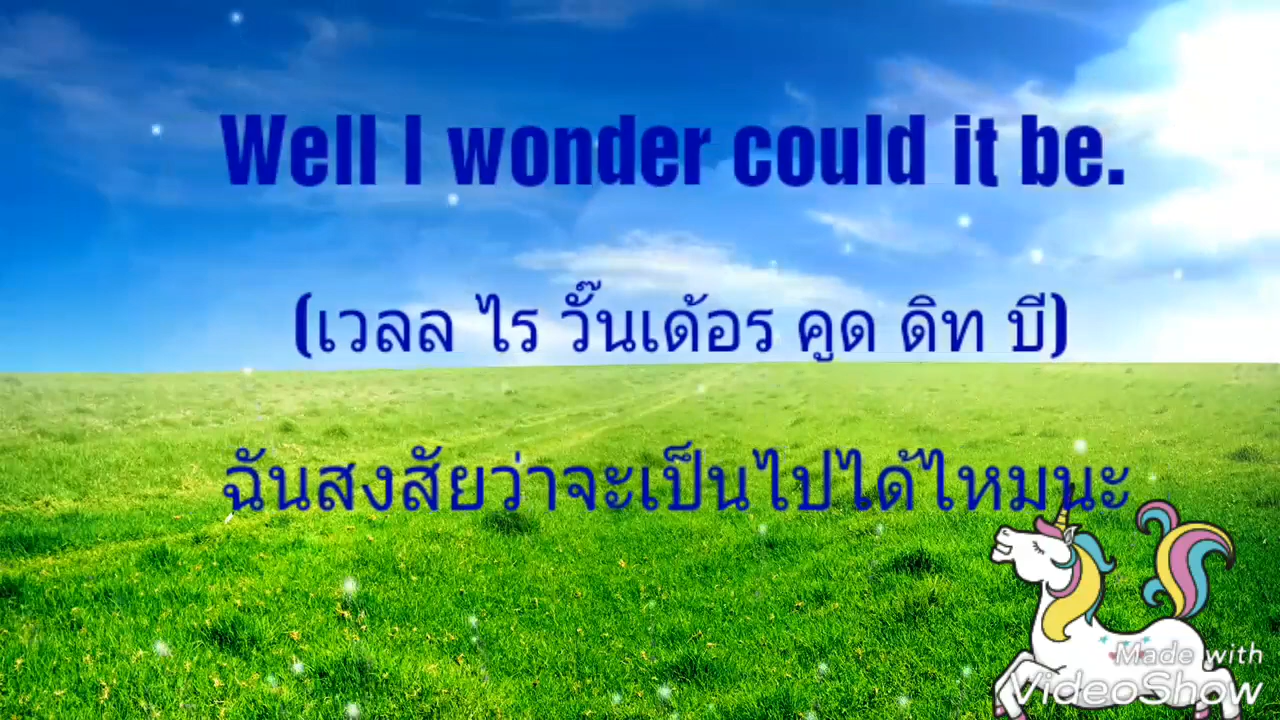 Well I wonder could it be.
(เวลล ไร วั๊นเด้อร คูด ดิท บี)
ฉันสงสัยว่าจะเป็นไปได้ไหมนะ
Made with
VideoShow